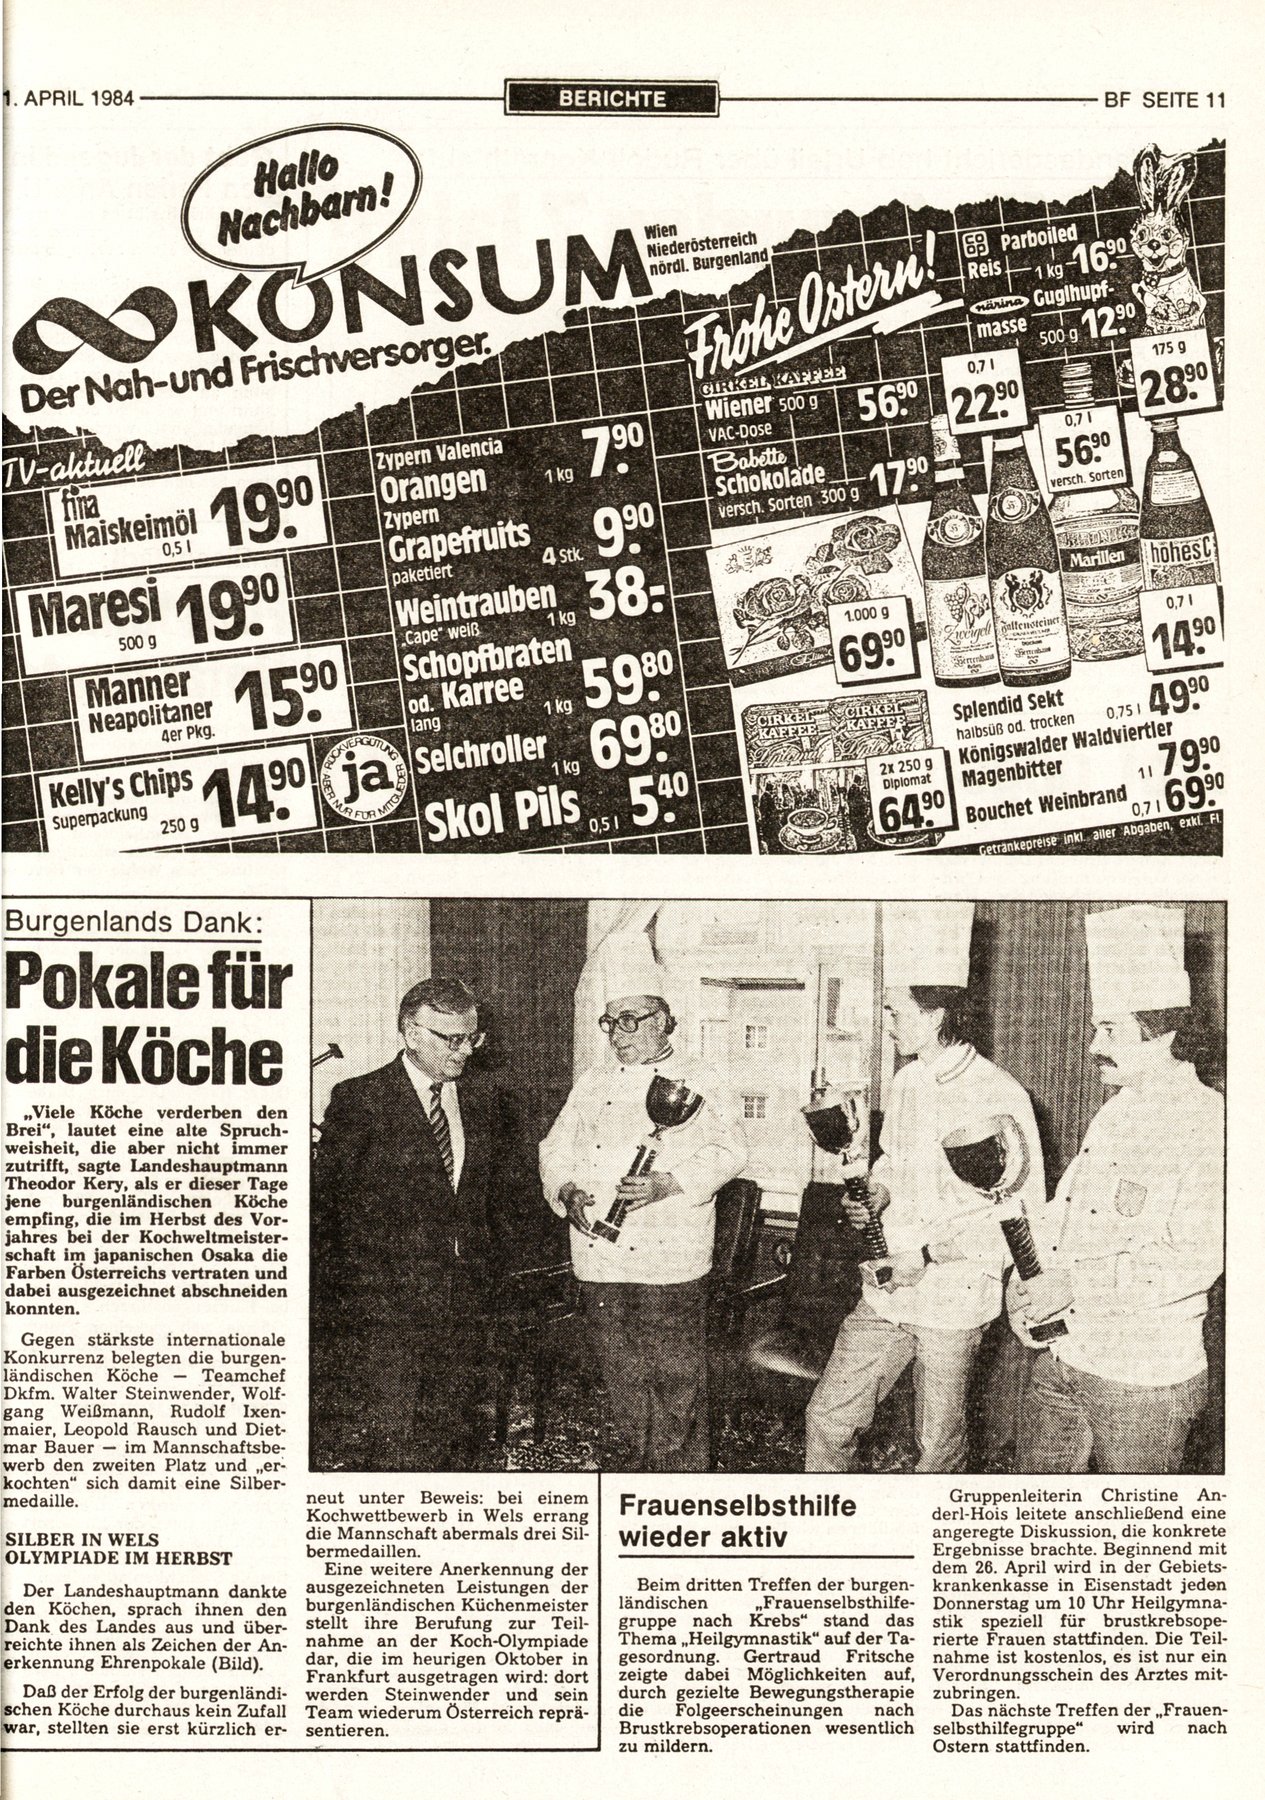 1. APRIL 1984
BERICHTE
BF SEITE 11
Hallo
Nachbarn!
KONSUM
Wien
Niederösterreich
nördl. Burgenland
Der Nah-und Frischversorger.
TV-aktuell
fina
Maiskeimöl
0,5 l
19.90
Maresi
500 g
19.90
Manner
Neapolitaner
4er Pkg.
15.90
Kelly's Chips
Superpackung
250 g
14.90
ja
RÜCKVERGÜTUNG
ABER NUR FÜR MITGLIEDER
Zypern Valencia
Orangen
1 kg
7.90
Zypern
Grapefruits
paketiert
4 Stk.
9.90
Weintrauben
„Cape" weiß
1 kg
38.-
Schopfbraten
od. Karree
lang
1 kg
59.80
Selchroller
1 kg
69.80
Skol Pils
0,5 l
5.40
Frohe Ostern!
CIRKEL KAFFEE
Wiener 500 g
VAC-Dose
56.90
Babette
Schokolade
versch. Sorten 300 g
17.90
Parboiled
Reis
1 kg
16.90
närina
Guglhupf-
masse
500 g
12.90
175 g
28.90
0,7 l
22.90
0,7 l
56.90
versch. Sorten
Zweigelt
Herrenhaus
Falkensteiner
Herrenhaus
Marillen
hohes C
0,7 l
14.90
1.000 g
69.90
CIRKEL
KAFFEE
CIRKEL
KAFFEE
2x 250 g
Diplomat
64.90
Splendid Sekt
halbsüß od. trocken
0,75 l
49.90
Königswalder Waldviertler
Magenbitter
1 l
79.90
Bouchet Weinbrand
0,7 l
69.90
Getränkepreise inkl. aller Abgaben, exkl. Fl.
Burgenlands Dank:
Pokale für
die Köche
„Viele Köche verderben den
Brei“, lautet eine alte Spruch-
weisheit, die aber nicht immer
zutrifft, sagte Landeshauptmann
Theodor Kery, als er dieser Tage
jene burgenländischen Köche
empfing, die im Herbst des Vor-
jahres bei der Kochweltmeister-
schaft im japanischen Osaka die
Farben Österreichs vertraten und
dabei ausgezeichnet abschneiden
konnten.
Gegen stärkste internationale
Konkurrenz belegten die burgen-
ländischen Köche — Teamchef
Dkfm. Walter Steinwender, Wolf-
gang Weißmann, Rudolf Ixen-
maier, Leopold Rausch und Diet-
mar Bauer — im Mannschaftsbe-
werb den zweiten Platz und „er-
kochten“ sich damit eine Silber-
medaille.
SILBER IN WELS
OLYMPIADE IM HERBST
Der Landeshauptmann dankte
den Köchen, sprach ihnen den
Dank des Landes aus und über-
reichte ihnen als Zeichen der An-
erkennung Ehrenpokale (Bild).
Daß der Erfolg der burgenländi-
schen Köche durchaus kein Zufall
war, stellten sie erst kürzlich er-
neut unter Beweis: bei einem
Kochwettbewerb in Wels errang
die Mannschaft abermals drei Sil-
bermedaillen.
Eine weitere Anerkennung der
ausgezeichneten Leistungen der
burgenländischen Küchenmeister
stellt ihre Berufung zur Teil-
nahme an der Koch-Olympiade
dar, die im heurigen Oktober in
Frankfurt ausgetragen wird: dort
werden Steinwender und sein
Team wiederum Österreich reprä-
sentieren.
Frauenselbsthilfe
wieder aktiv
Beim dritten Treffen der burgen-
ländischen „Frauenselbsthilfe-
gruppe nach Krebs“ stand das
Thema „Heilgymnastik“ auf der Ta-
gesordnung. Gertraud Fritsche
zeigte dabei Möglichkeiten auf,
durch gezielte Bewegungstherapie
die Folgeerscheinungen nach
Brustkrebsoperationen wesentlich
zu mildern.
Gruppenleiterin Christine An-
derl-Hois leitete anschließend eine
angeregte Diskussion, die konkrete
Ergebnisse brachte. Beginnend mit
dem 26. April wird in der Gebiets-
krankenkasse in Eisenstadt jeden
Donnerstag um 10 Uhr Heilgymna-
stik speziell für brustkrebsope-
rierte Frauen stattfinden. Die Teil-
nahme ist kostenlos, es ist nur ein
Verordnungsschein des Arztes mit-
zubringen.
Das nächste Treffen der „Frauen-
selbsthilfegruppe“ wird nach
Ostern stattfinden.